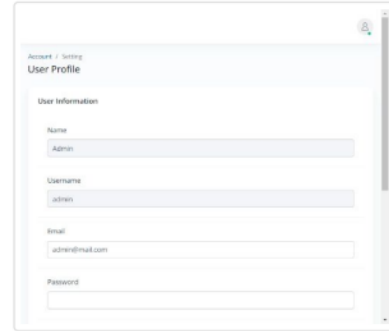 Account / Setting
User Profile
User Information
Name
Admin
Username
admin
Email
admin@mail.com
Password